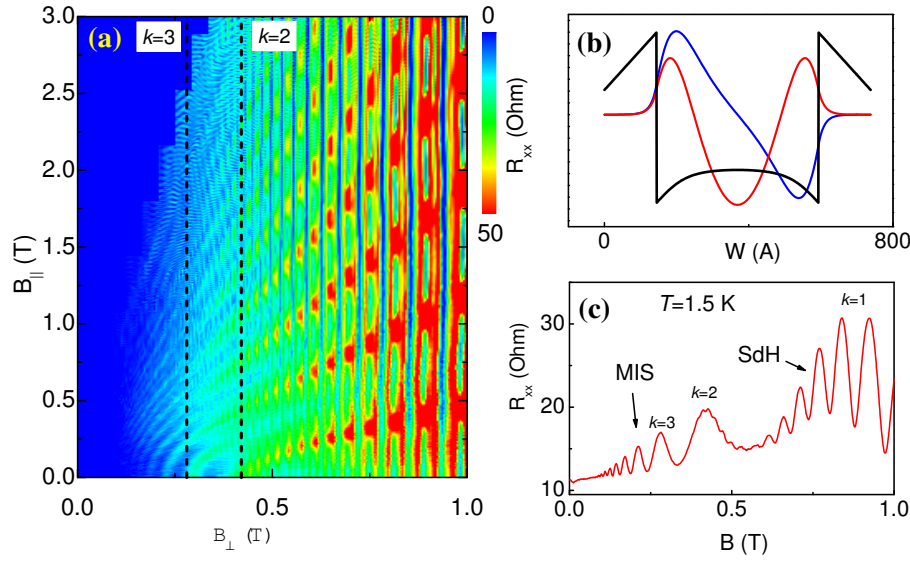 (a)
k=3
k=2
3.0
2.5
2.0
1.5
1.0
0.5
0.0
B|| (T)
0.0
0.5
1.0
B⊥ (T)
0
50
Rxx (Ohm)
(b)
0
800
W (A)
(c)
T=1.5 K
k=1
SdH
MIS
k=2
k=3
30
20
10
Rxx (Ohm)
0.0
0.5
1.0
B (T)